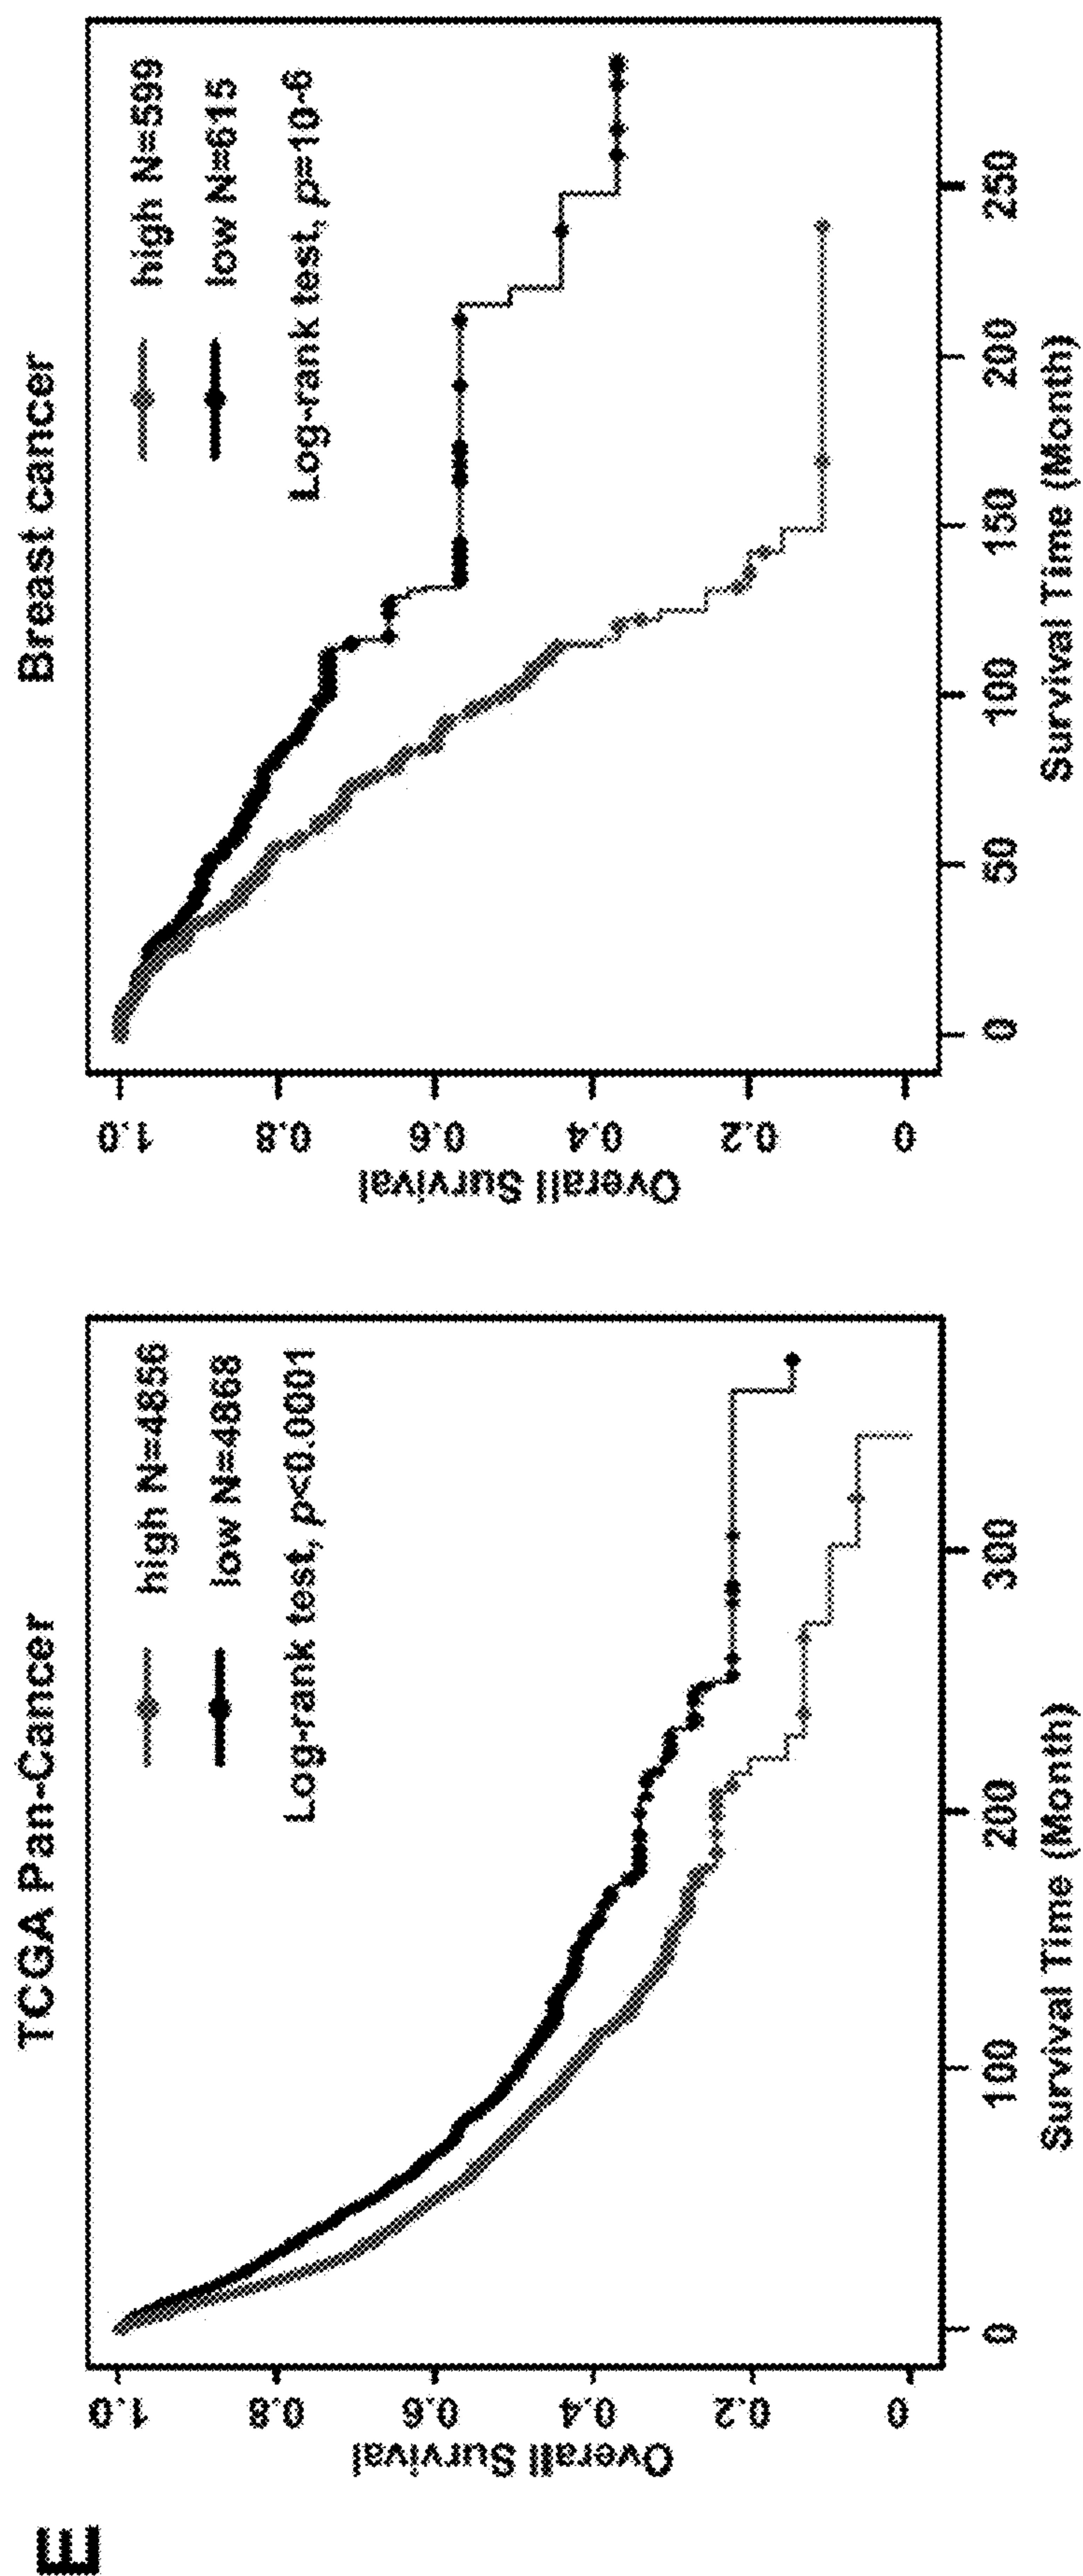 E
TCGA Pan-Cancer
high N=4856
low N=4868
Log-rank test, p<0.0001
Overall Survival
1.0
0.8
0.6
0.4
0.2
0
0 100 200 300
Survival Time (Month)
Breast cancer
high N=599
low N=615
Log-rank test, p=10-6
Overall Survival
1.0
0.8
0.6
0.4
0.2
0
0 50 100 150 200 250
Survival Time (Month)